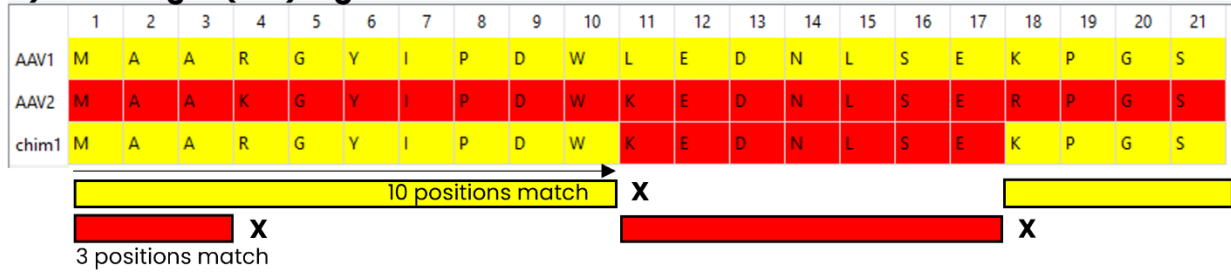 1 2 3 4 5 6 7 8 9 10 11 12 13 14 15 16 17 18 19 20 21
AAV1 M A A R G Y I P D W L E D N L S E K P G S
AAV2 M A A K G Y I P D W K E D N L S E R P G S
chim1 M A A R G Y I P D W K E D N L S E K P G S
10 positions match X
X X
3 positions match